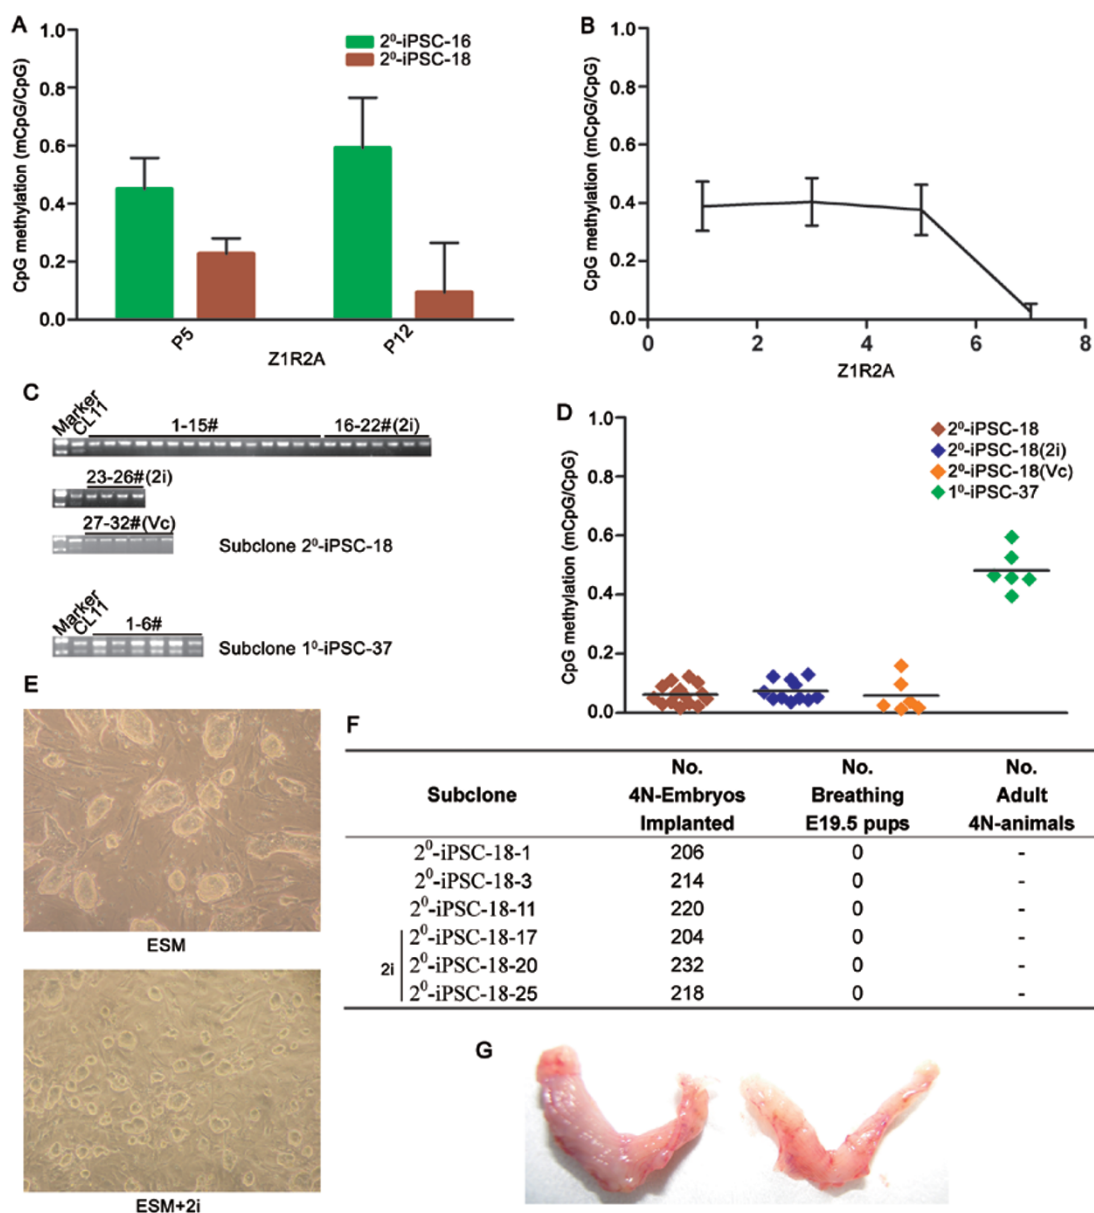 A
1.0
0.8
0.6
0.4
0.2
0.0
CpG methylation (mCpG/CpG)
2⁰-iPSC-16
2⁰-iPSC-18
P5
P12
Z1R2A
B
1.0
0.8
0.6
0.4
0.2
0.0
CpG methylation (mCpG/CpG)
0 2 4 6 8
Z1R2A
C
Marker
CL11
1-15#
16-22#(2i)
23-26#(2i)
27-32#(Vc)
Subclone 2⁰-iPSC-18
Marker
CL11
1-6#
Subclone 1⁰-iPSC-37
D
1.0
0.8
0.6
0.4
0.2
0.0
CpG methylation (mCpG/CpG)
2⁰-iPSC-18
2⁰-iPSC-18(2i)
2⁰-iPSC-18(Vc)
1⁰-iPSC-37
E
ESM
ESM+2i
F
No. No. No.
Subclone 4N-Embryos Breathing Adult
Implanted E19.5 pups 4N-animals
2⁰-iPSC-18-1 206 0 -
2⁰-iPSC-18-3 214 0 -
2⁰-iPSC-18-11 220 0 -
2⁰-iPSC-18-17 204 0 -
2i 2⁰-iPSC-18-20 232 0 -
2⁰-iPSC-18-25 218 0 -
G